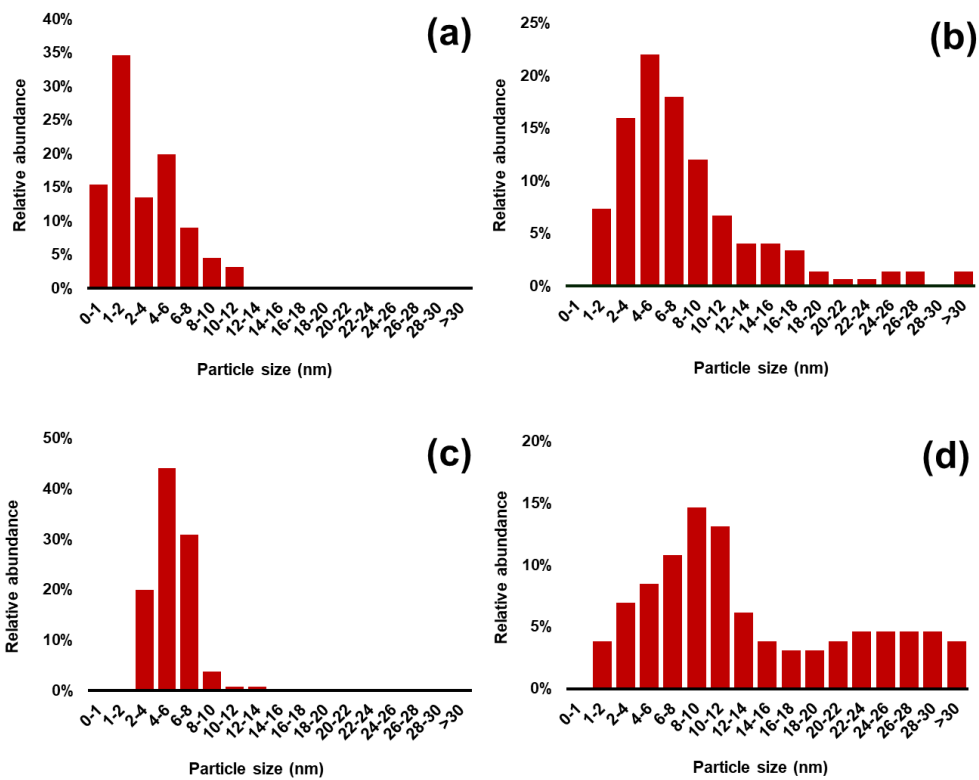 (a)
Relative abundance
40%
35%
30%
25%
20%
15%
10%
5%
0%
0-1 1-2 2-4 4-6 6-8 8-10 10-12 12-14 14-16 16-18 18-20 20-22 22-24 24-26 26-28 28-30 >30
Particle size (nm)
(b)
Relative abundance
25%
20%
15%
10%
5%
0%
0-1 1-2 2-4 4-6 6-8 8-10 10-12 12-14 14-16 16-18 18-20 20-22 22-24 24-26 26-28 28-30 >30
Particle size (nm)
(c)
Relative abundance
50%
40%
30%
20%
10%
0%
0-1 1-2 2-4 4-6 6-8 8-10 10-12 12-14 14-16 16-18 18-20 20-22 22-24 24-26 26-28 28-30 >30
Particle size (nm)
(d)
Relative abundance
20%
15%
10%
5%
0%
0-1 1-2 2-4 4-6 6-8 8-10 10-12 12-14 14-16 16-18 18-20 20-22 22-24 24-26 26-28 28-30 >30
Particle size (nm)